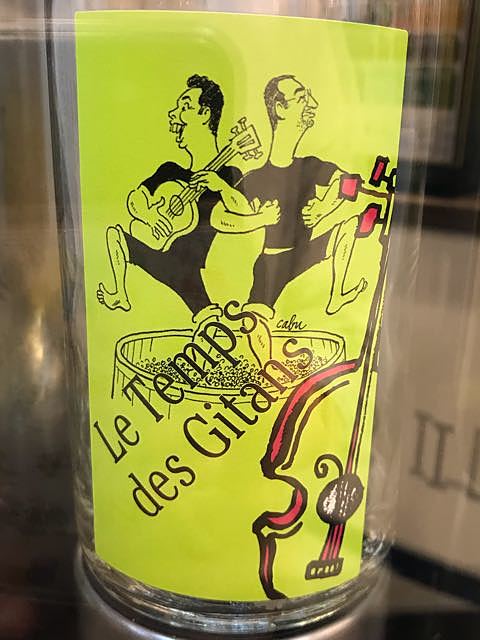 cabu
Le Temps
des Gitans